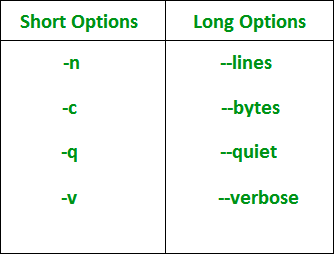 Short Options Long Options
-n --lines
-c --bytes
-q --quiet
-v --verbose